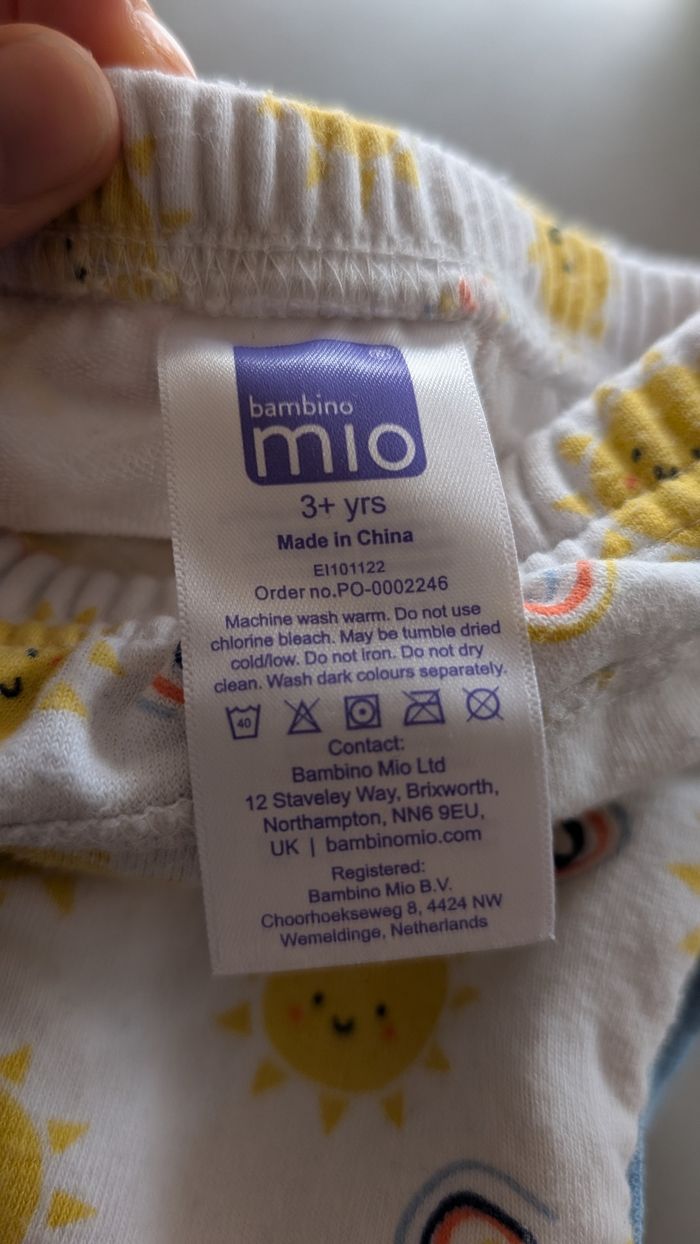 bambino
mio
3+ yrs
Made in China
EI101122
Order no.PO-0002246
Machine wash warm. Do not use
chlorine bleach. May be tumble dried
cold/low. Do not iron. Do not dry
clean. Wash dark colours separately.
40
Contact:
Bambino Mio Ltd
12 Staveley Way, Brixworth,
Northampton, NN6 9EU,
UK | bambinomio.com
Registered:
Bambino Mio B.V.
Choorhoekseweg 8, 4424 NW
Wemeldinge, Netherlands